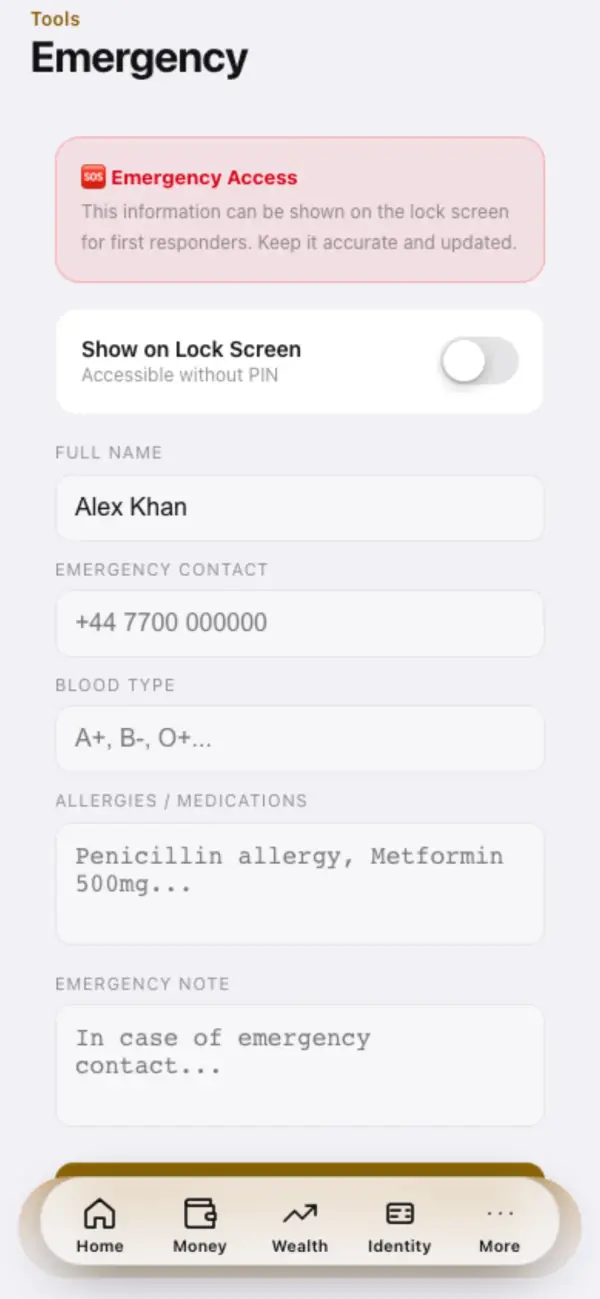 Tools
Emergency
🆘 Emergency Access
This information can be shown on the lock screen
for first responders. Keep it accurate and updated.
Show on Lock Screen
Accessible without PIN
FULL NAME
Alex Khan
EMERGENCY CONTACT
+44 7700 000000
BLOOD TYPE
A+, B-, O+...
ALLERGIES / MEDICATIONS
Penicillin allergy, Metformin
500mg...
EMERGENCY NOTE
In case of emergency
contact...
Home Money Wealth Identity More